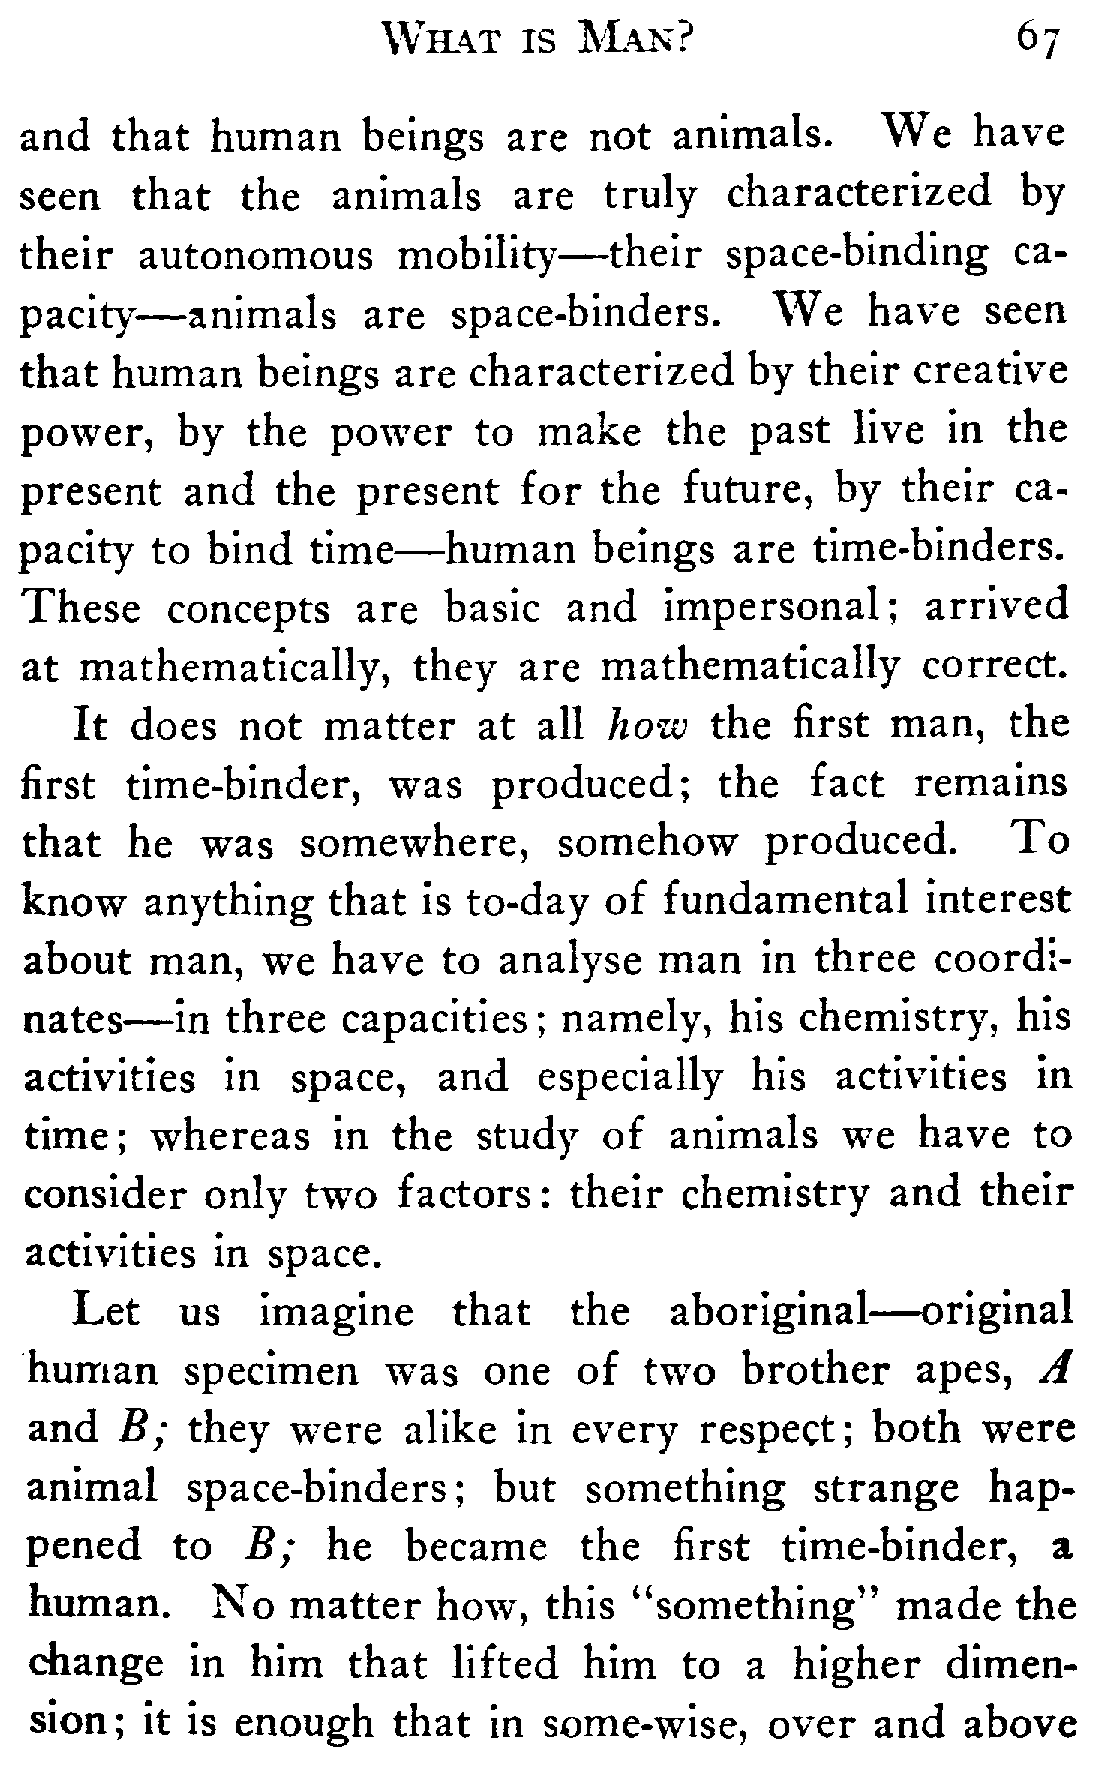 What is Man? 67
and that human beings are not animals. We have
seen that the animals are truly characterized by
their autonomous mobility—their space-binding ca-
pacity—animals are space-binders. We have seen
that human beings are characterized by their creative
power, by the power to make the past live in the
present and the present for the future, by their ca-
pacity to bind time—human beings are time-binders.
These concepts are basic and impersonal; arrived
at mathematically, they are mathematically correct.
It does not matter at all how the first man, the
first time-binder, was produced; the fact remains
that he was somewhere, somehow produced. To
know anything that is to-day of fundamental interest
about man, we have to analyse man in three coordi-
nates—in three capacities; namely, his chemistry, his
activities in space, and especially his activities in
time; whereas in the study of animals we have to
consider only two factors: their chemistry and their
activities in space.
Let us imagine that the aboriginal—original
human specimen was one of two brother apes, A
and B; they were alike in every respect; both were
animal space-binders; but something strange hap-
pened to B; he became the first time-binder, a
human. No matter how, this "something" made the
change in him that lifted him to a higher dimen-
sion; it is enough that in some-wise, over and above